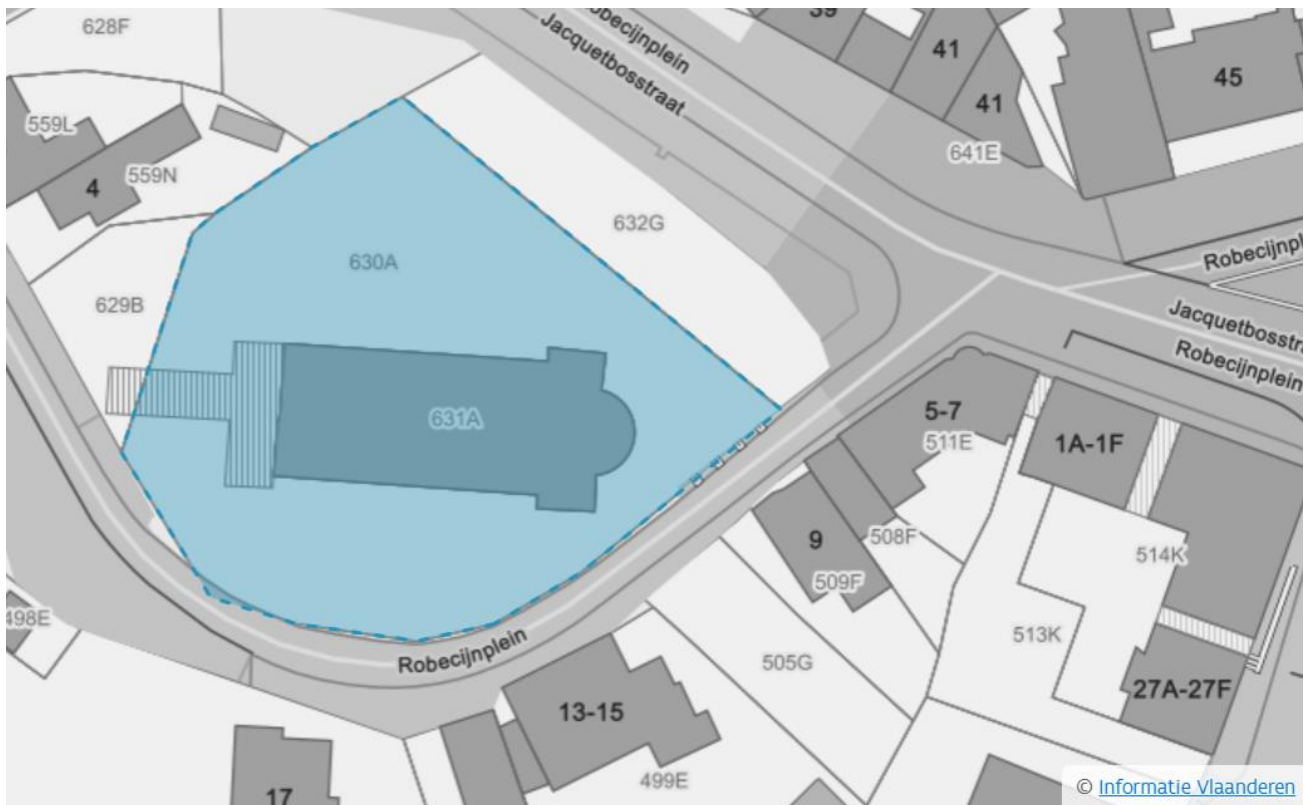 628F
39
Robecijnplein
Jacquetbosstraat
41
45
41
559L
641E
4
559N
632G
Robecijnpl
630A
629B
Jacquetbosstra
Robecijnplein
5-7
631A
511E
1A-1F
9
508F
514K
509F
498E
513K
Robecijnplein
505G
27A-27F
13-15
499E
17
© Informatie Vlaanderen